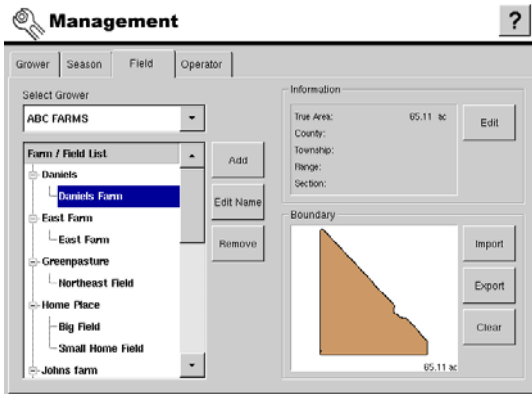 Management
?
Grower
Season
Field
Operator
Select Grower
ABC FARMS
Farm / Field List
Daniels
Daniels Farm
East Farm
East Farm
Greenpasture
Northeast Field
Home Place
Big Field
Small Home Field
Johns farm
Add
Edit Name
Remove
Information
True Area: 65.11 ac
County:
Township:
Range:
Section:
Edit
Boundary
65.11 ac
Import
Export
Clear